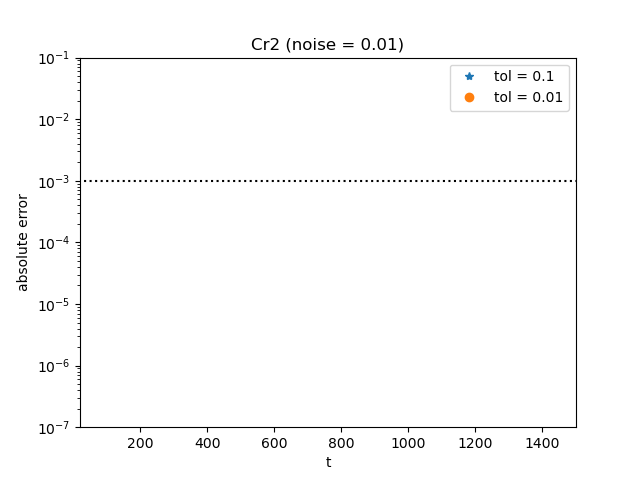 Cr2 (noise = 0.01)
tol = 0.1
tol = 0.01
absolute error
10⁻¹
10⁻²
10⁻³
10⁻⁴
10⁻⁵
10⁻⁶
10⁻⁷
200 400 600 800 1000 1200 1400
t